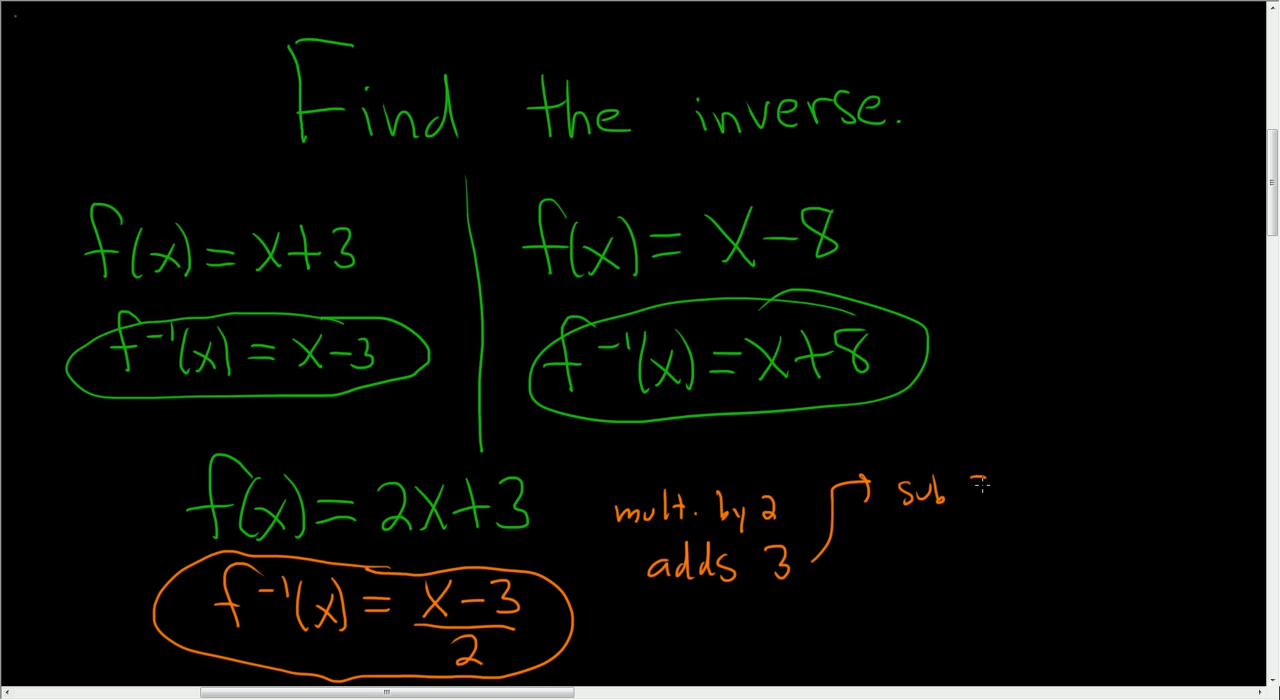 Find the inverse.
f(x) = x+3
f⁻¹(x) = x-3
f(x) = x-8
f⁻¹(x) = x+8
f(x) = 2x+3
f⁻¹(x) = (x-3)/2
mult. by 2
adds 3
sub